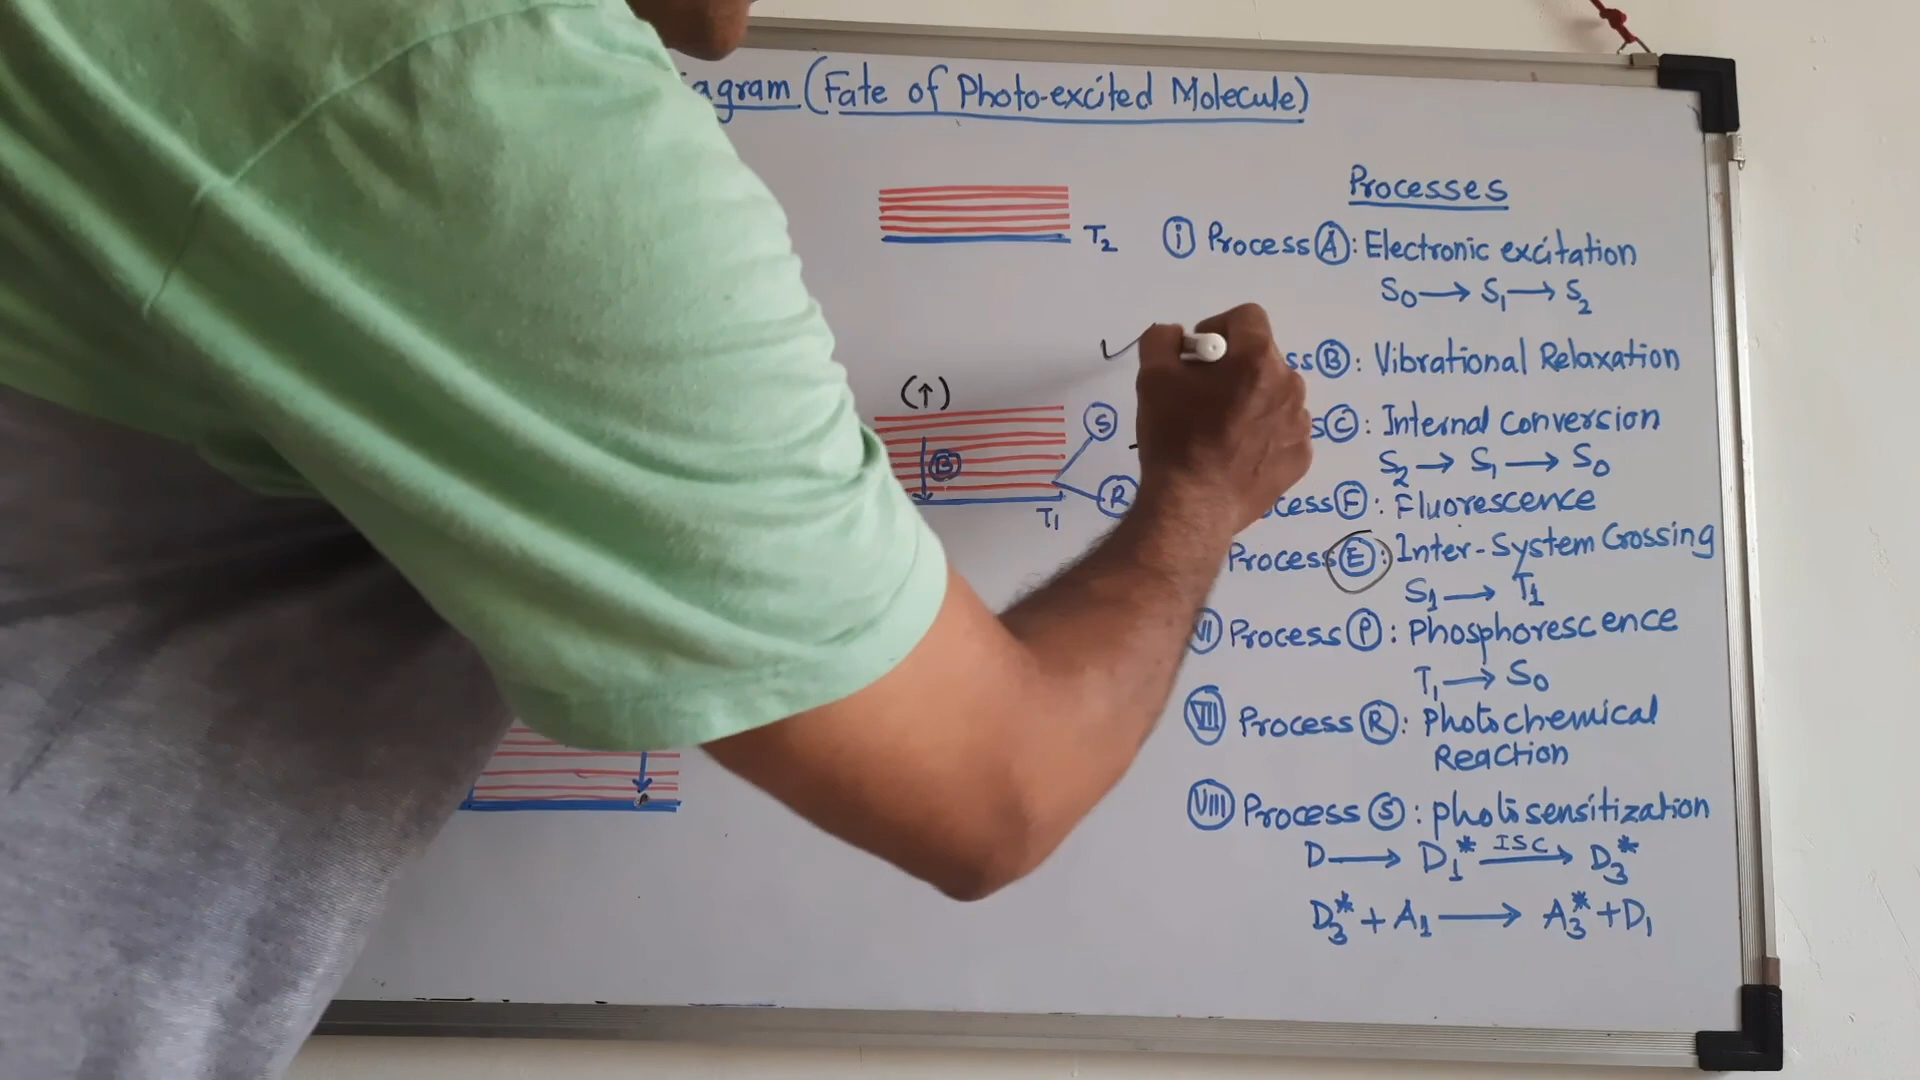 agram (Fate of Photo-excited Molecule)
Processes
T2
i Process A: Electronic excitation
S0 → S1 → S2
ss B: Vibrational Relaxation
(↑)
s C: Internal conversion
S
S2 → S1 → S0
B
R
cess F: Fluorescence
T1
Process E: Inter-System Crossing
S1 → T1
VI Process P: Phosphorescence
T1 → S0
VII Process R: Photochemical
Reaction
VIII Process S: photosensitization
D → D1* ISC→ D3*
D3* + A1 → A3* + D1